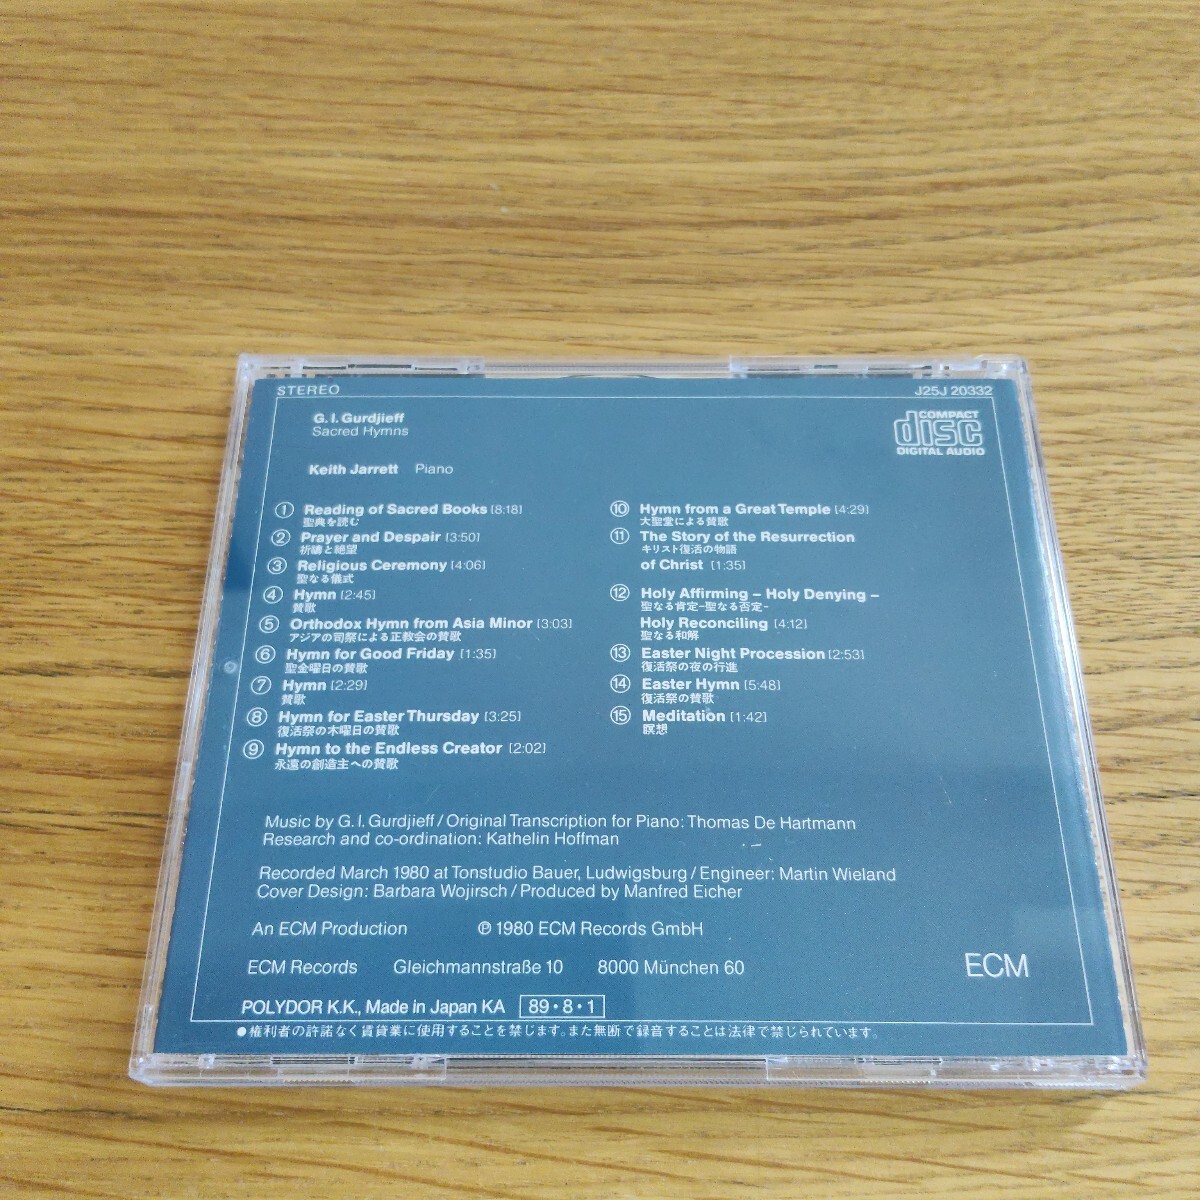 STEREO
J25J 20332
G. I. Gurdjieff
Sacred Hymns
COMPACT
disc
DIGITAL AUDIO
Keith Jarrett Piano
① Reading of Sacred Books [8:18]
聖典を読む
② Prayer and Despair [3:50]
祈祷と絶望
③ Religious Ceremony [4:06]
聖なる儀式
④ Hymn [2:45]
賛歌
⑤ Orthodox Hymn from Asia Minor [3:03]
アジアの司祭による正教会の賛歌
⑥ Hymn for Good Friday [1:35]
聖金曜日の賛歌
⑦ Hymn [2:29]
賛歌
⑧ Hymn for Easter Thursday [3:25]
復活祭の木曜日の賛歌
⑨ Hymn to the Endless Creator [2:02]
永遠の創造主への賛歌
⑩ Hymn from a Great Temple [4:29]
大聖堂による賛歌
⑪ The Story of the Resurrection
キリスト復活の物語
of Christ [1:35]
⑫ Holy Affirming – Holy Denying –
聖なる肯定-聖なる否定-
Holy Reconciling [4:12]
聖なる和解
⑬ Easter Night Procession [2:53]
復活祭の夜の行進
⑭ Easter Hymn [5:48]
復活祭の賛歌
⑮ Meditation [1:42]
瞑想
Music by G. I. Gurdjieff / Original Transcription for Piano: Thomas De Hartmann
Research and co-ordination: Kathelin Hoffman
Recorded March 1980 at Tonstudio Bauer, Ludwigsburg / Engineer: Martin Wieland
Cover Design: Barbara Wojirsch / Produced by Manfred Eicher
An ECM Production ℗ 1980 ECM Records GmbH
ECM Records Gleichmannstraße 10 8000 München 60
ECM
POLYDOR K.K., Made in Japan KA 89・8・1
●権利者の許諾なく賃貸業に使用することを禁じます。また無断で録音することは法律で禁じられています。